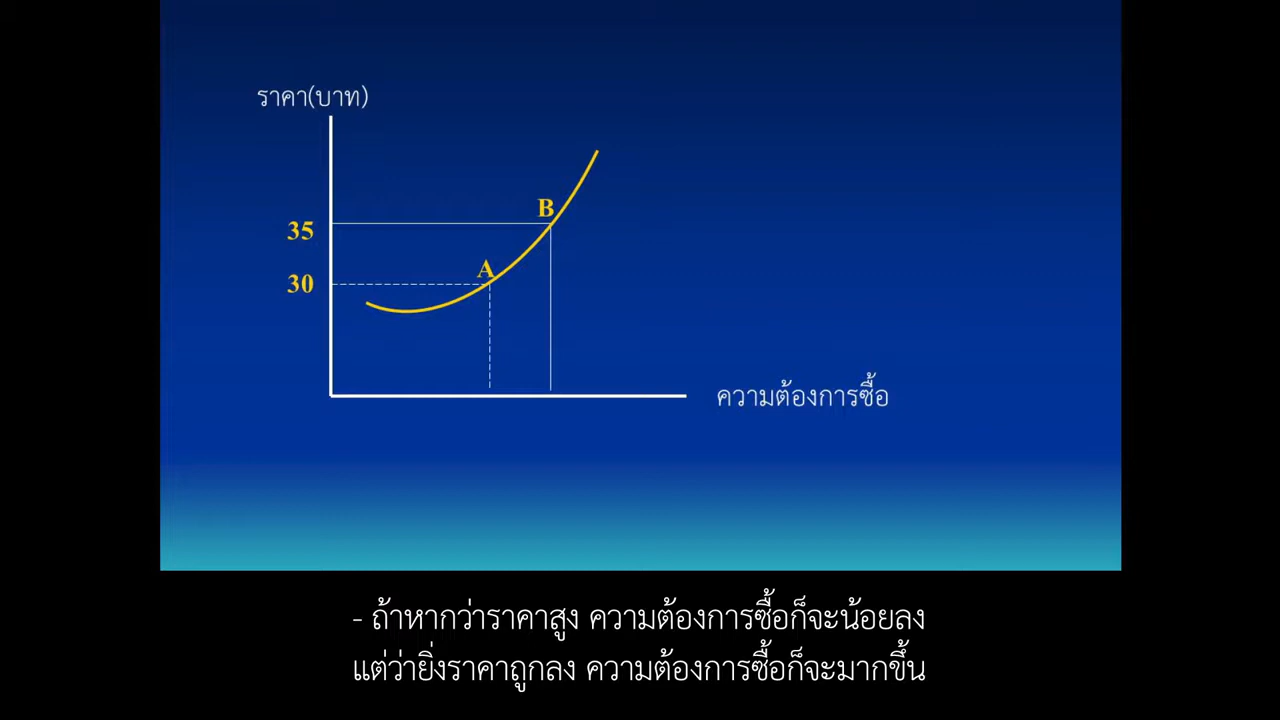 ราคา(บาท)
B
35
A
30
ความต้องการซื้อ
- ถ้าหากว่าราคาสูง ความต้องการซื้อก็จะน้อยลง
แต่ว่ายิ่งราคาถูกลง ความต้องการซื้อก็จะมากขึ้น